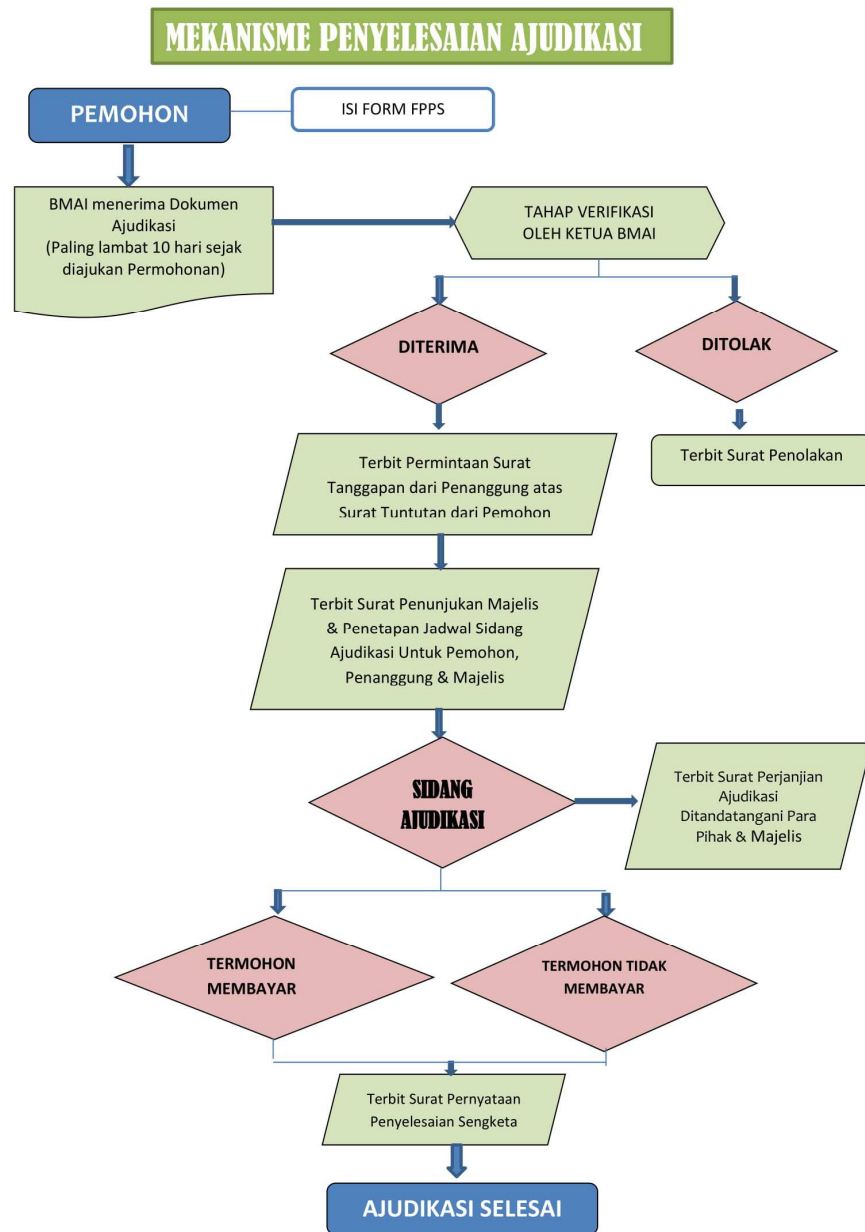 MEKANISME PENYELESAIAN AJUDIKASI
PEMOHON
ISI FORM FPPS
BMAI menerima Dokumen
Ajudikasi
(Paling lambat 10 hari sejak
diajukan Permohonan)
TAHAP VERIFIKASI
OLEH KETUA BMAI
DITERIMA
DITOLAK
Terbit Permintaan Surat
Tanggapan dari Penanggung atas
Surat Tuntutan dari Pemohon
Terbit Surat Penolakan
Terbit Surat Penunjukan Majelis
& Penetapan Jadwal Sidang
Ajudikasi Untuk Pemohon,
Penanggung & Majelis
SIDANG
AJUDIKASI
Terbit Surat Perjanjian
Ajudikasi
Ditandatangani Para
Pihak & Majelis
TERMOHON
MEMBAYAR
TERMOHON TIDAK
MEMBAYAR
Terbit Surat Pernyataan
Penyelesaian Sengketa
AJUDIKASI SELESAI